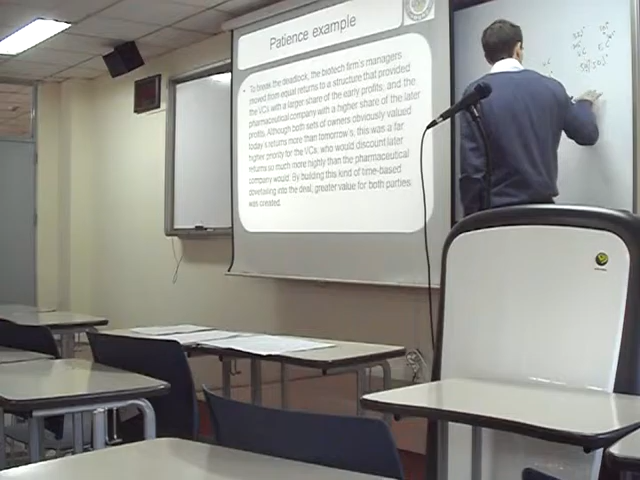 Patience example
• To break the deadlock, the biotech firm's managers
moved from equal returns to a structure that provided
the VCs with a larger share of the early profits, and the
pharmaceutical company with a higher share of the later
profits. Although both sets of owners obviously valued
today's returns more than tomorrow's, this was a far
higher priority for the VCs, who would discount later
returns so much more highly than the pharmaceutical
company would. By building this kind of time-based
dovetailing into the deal, greater value for both parties
was created.